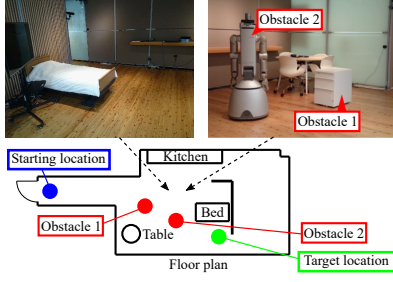 Obstacle 2
Obstacle 1
Starting location
Kitchen
Obstacle 1
Bed
Obstacle 2
Table
Target location
Floor plan